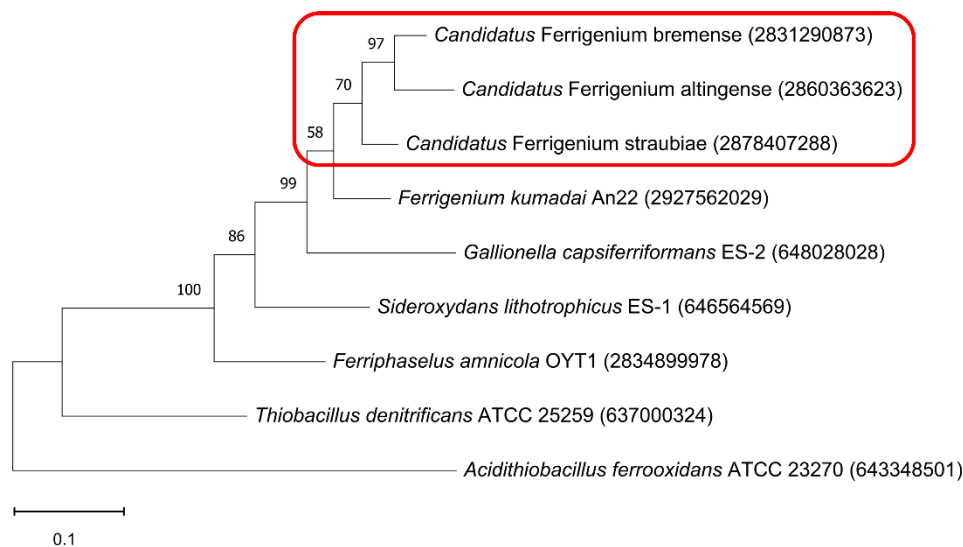 97
Candidatus Ferrigenium bremense (2831290873)
70
Candidatus Ferrigenium altingense (2860363623)
58
Candidatus Ferrigenium straubiae (2878407288)
99
Ferrigenium kumadai An22 (2927562029)
86
Gallionella capsiferriformans ES-2 (648028028)
100
Sideroxydans lithotrophicus ES-1 (646564569)
Ferriphaselus amnicola OYT1 (2834899978)
Thiobacillus denitrificans ATCC 25259 (637000324)
Acidithiobacillus ferrooxidans ATCC 23270 (643348501)
0.1